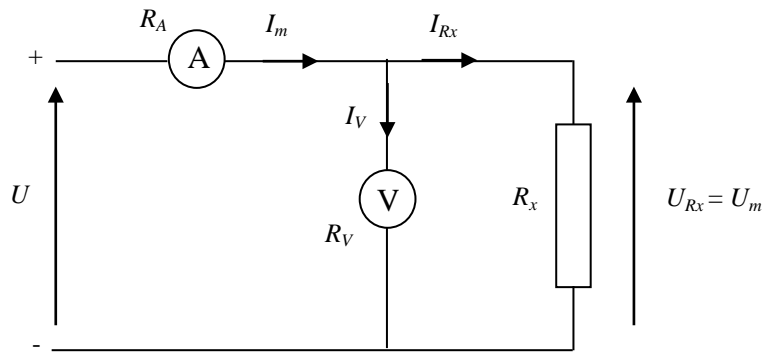 R_A
I_m
I_Rx
+
A
I_V
U
V
R_x
U_Rx = U_m
R_V
-